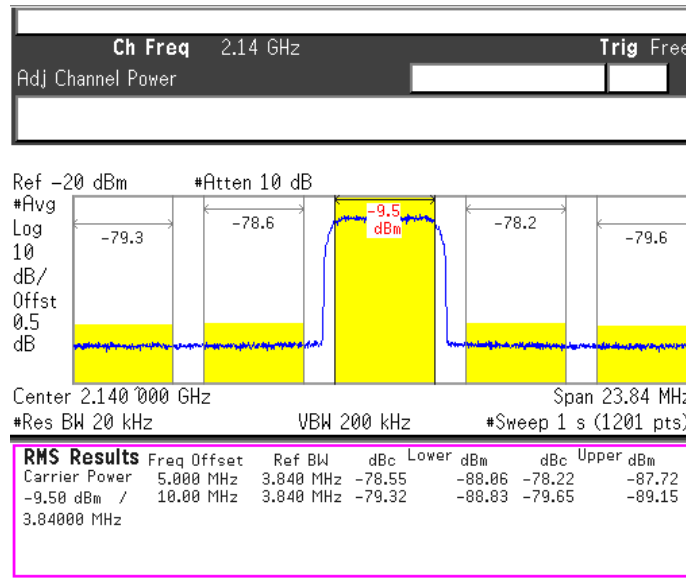 Ch Freq 2.14 GHz Trig Free
Adj Channel Power
Ref -20 dBm #Atten 10 dB
#Avg
Log
10
dB/
Offst
0.5
dB
-79.3 -78.6 -9.5 dBm -78.2 -79.6
Center 2.140 000 GHz Span 23.84 MHz
#Res BW 20 kHz VBW 200 kHz #Sweep 1 s (1201 pts)
RMS Results Freq Offset Ref BW dBc Lower dBm dBc Upper dBm
Carrier Power 5.000 MHz 3.840 MHz -78.55 -88.06 -78.22 -87.72
-9.50 dBm / 10.00 MHz 3.840 MHz -79.32 -88.83 -79.65 -89.15
3.84000 MHz